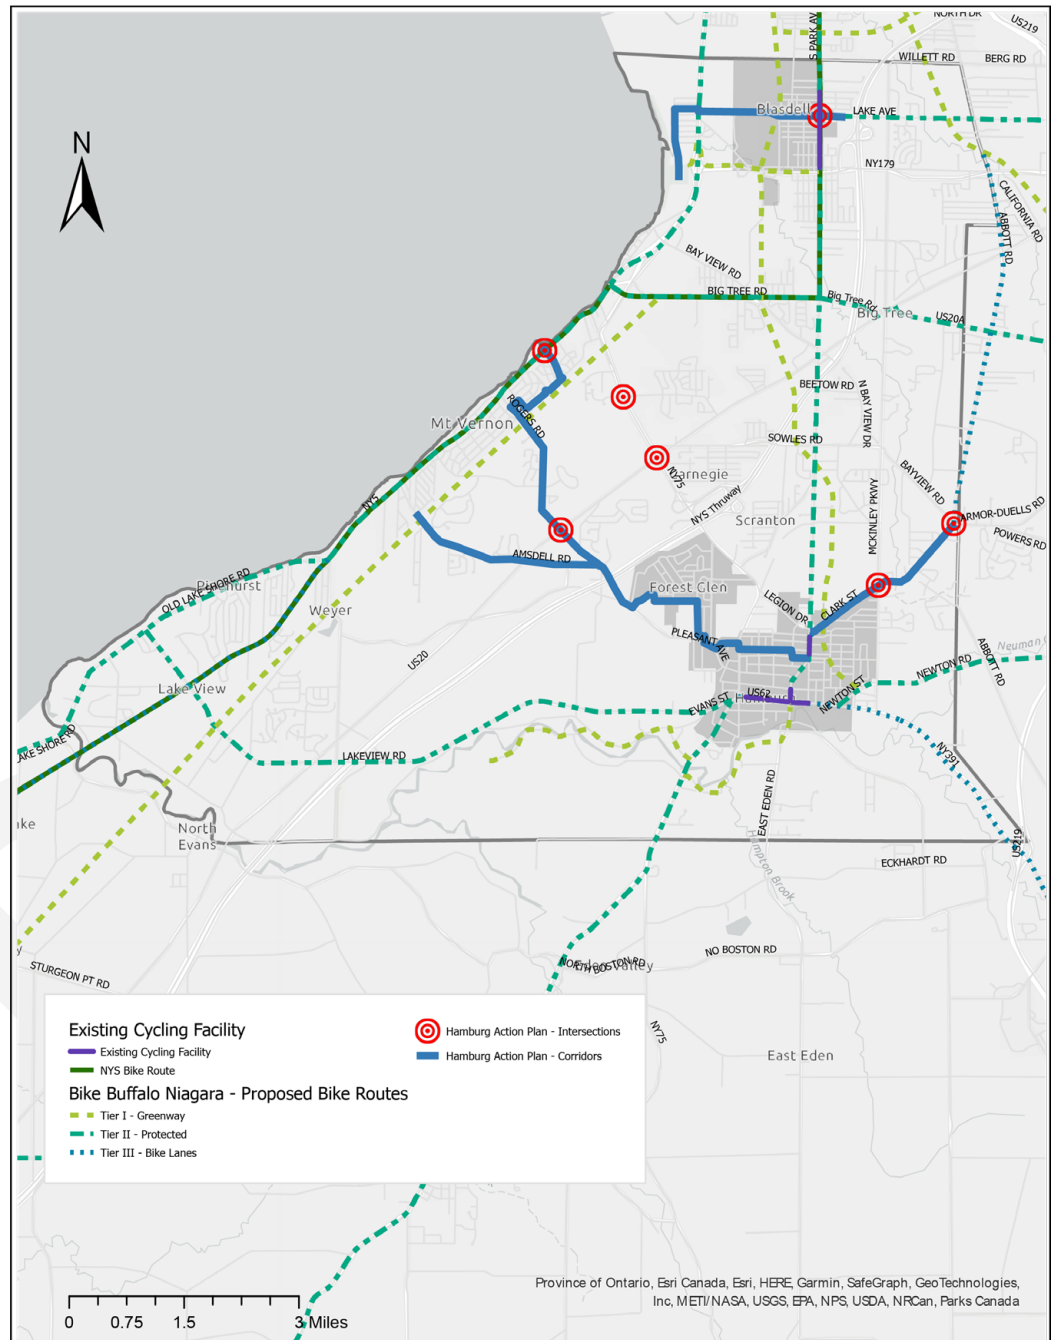 NORTH DR
US219
S PARK AV
WILLETT RD
BERG RD
N
Blasdell
LAKE AVE
NY179
CALIFORNIA RD
ABBOTT RD
BAY VIEW RD
BIG TREE RD
Big Tree Rd
Big Tree
US20A
BEETOW RD
N BAY VIEW DR
ROGERS RD
Mt Vernon
SOWLES RD
BAYVIEW RD
NY75
NYS Thruway
NY5
Scranton
MCKINLEY PKWY
ARMOR-DUELLS RD
POWERS RD
AMSDELL RD
OLD LAKE SHORE RD
Forest Glen
LEGION DR
CLARK ST
Weyer
PLEASANT AVE
ABBOTT RD
US20
NEWTON RD
Lake View
US62
EVANS ST
NEWTON ST
LAKE SHORE RD
LAKEVIEW RD
NY391
EAST EDEN RD
North
Evans
US219
ECKHARDT RD
Hampton Brook
NO BOSTON RD
NORTH BOSTON RD
STURGEON PT RD
NY75
East Eden
Existing Cycling Facility
Existing Cycling Facility
NYS Bike Route
Bike Buffalo Niagara - Proposed Bike Routes
Tier I - Greenway
Tier II - Protected
Tier III - Bike Lanes
Hamburg Action Plan - Intersections
Hamburg Action Plan - Corridors
0 0.75 1.5 3 Miles
Province of Ontario, Esri Canada, Esri, HERE, Garmin, SafeGraph, GeoTechnologies,
Inc, METI/NASA, USGS, EPA, NPS, USDA, NRCan, Parks Canada